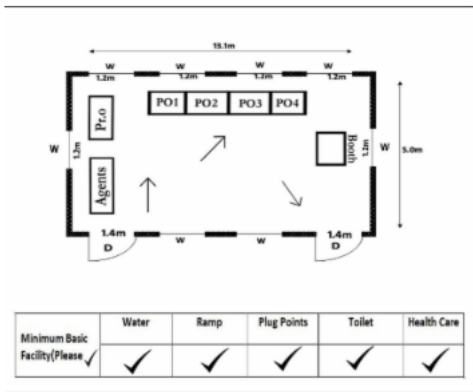 15.1m
W W W W
1.2m 1.2m 1.2m 1.2m
PO1 PO2 PO3 PO4
Pr.o
W 1.2m
Booth
1.2m W
5.0m
Agents
1.4m 1.4m
D W W D
Water Ramp Plug Points Toilet Health Care
Minimum Basic
Facility(Please ✓ ✓ ✓ ✓ ✓ ✓